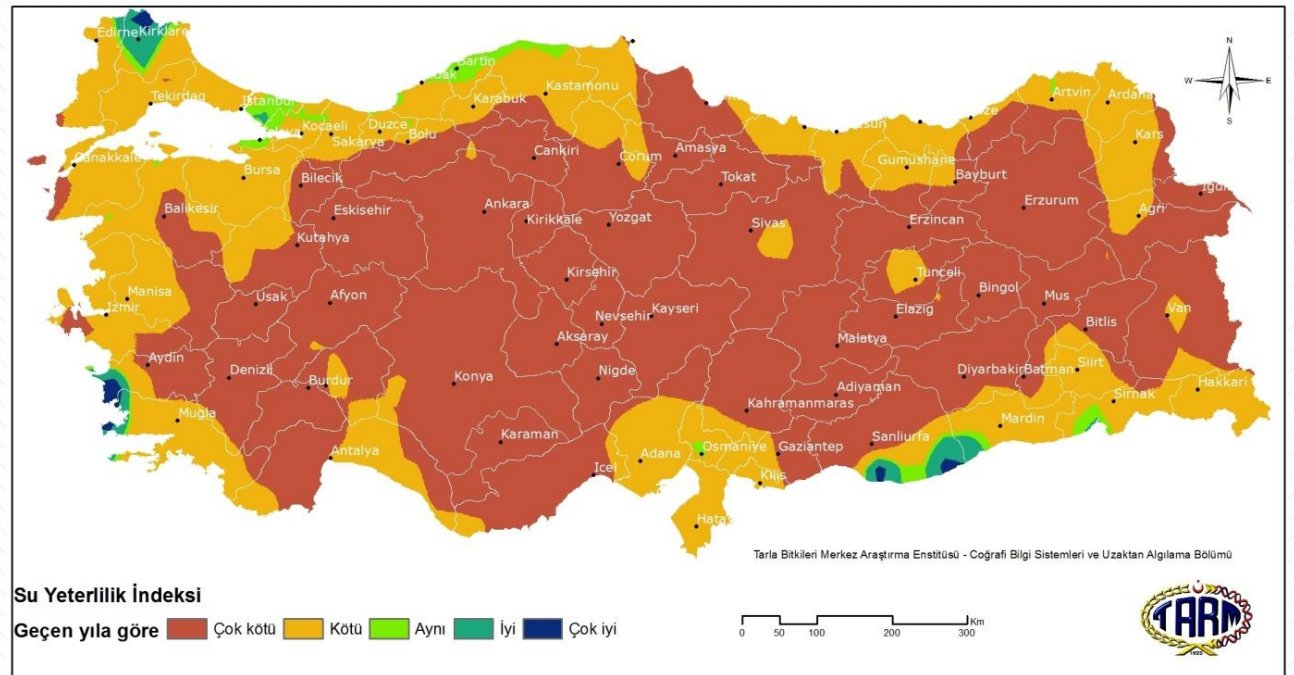 Edirne Kirklare
Bartin
Tekirdag
Istanbul
Karabuk
Kastamonu
Artvin
Ardaha
Kocaeli
Duzce
Sakarya
Bolu
Canakkale
Bursa
Bilecik
Cankiri
Corum
Amasya
Gumushane
Kars
Tokat
Bayburt
Igdir
Balikesir
Eskisehir
Ankara
Kirikkale
Yozgat
Sivas
Erzincan
Erzurum
Agri
Kutahya
Kirsehir
Tunceli
Manisa
Izmir
Usak
Afyon
Nevsehir
Kayseri
Elazig
Bingol
Mus
Van
Bitlis
Aksaray
Malatya
Aydin
Denizli
Burdur
Konya
Nigde
Adiyaman
Diyarbakir
Batman
Siirt
Hakkari
Sirnak
Mugla
Kahramanmaras
Mardin
Karaman
Antalya
Icel
Adana
Osmaniye
Gaziantep
Sanliurfa
Kilis
Hata
N
W E
S
Tarla Bitkileri Merkez Araştırma Enstitüsü - Coğrafi Bilgi Sistemleri ve Uzaktan Algılama Bölümü
Su Yeterlilik İndeksi
Geçen yıla göre Çok kötü Kötü Aynı İyi Çok iyi
0 50 100 200 300 Km
TARM
1922